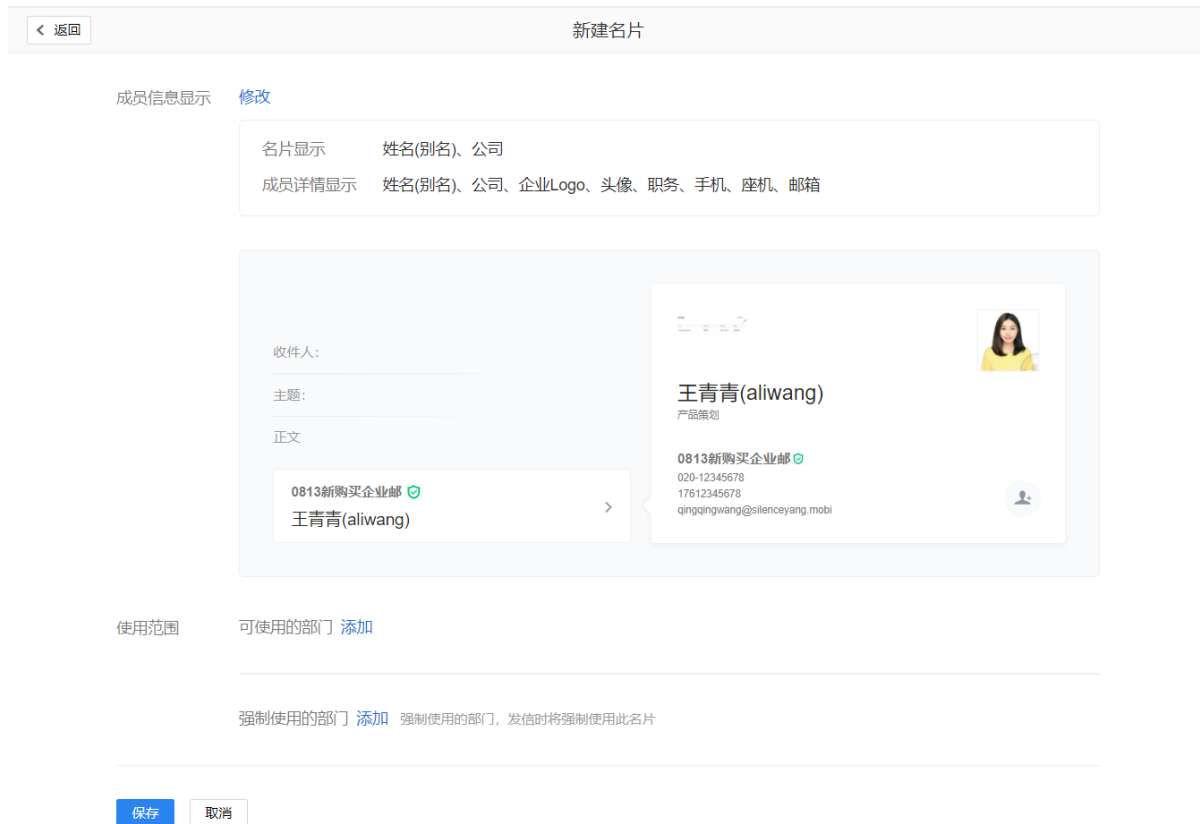 返回
新建名片
成员信息显示 修改
名片显示 姓名(别名)、公司
成员详情显示 姓名(别名)、公司、企业Logo、头像、职务、手机、座机、邮箱
收件人：
主题：
正文
0813新购买企业邮
王青青(aliwang)
王青青(aliwang)
产品策划
0813新购买企业邮
020-12345678
17612345678
qingqingwang@silenceyang.mobi
使用范围 可使用的部门 添加
强制使用的部门 添加 强制使用的部门，发信时将强制使用此名片
保存 取消